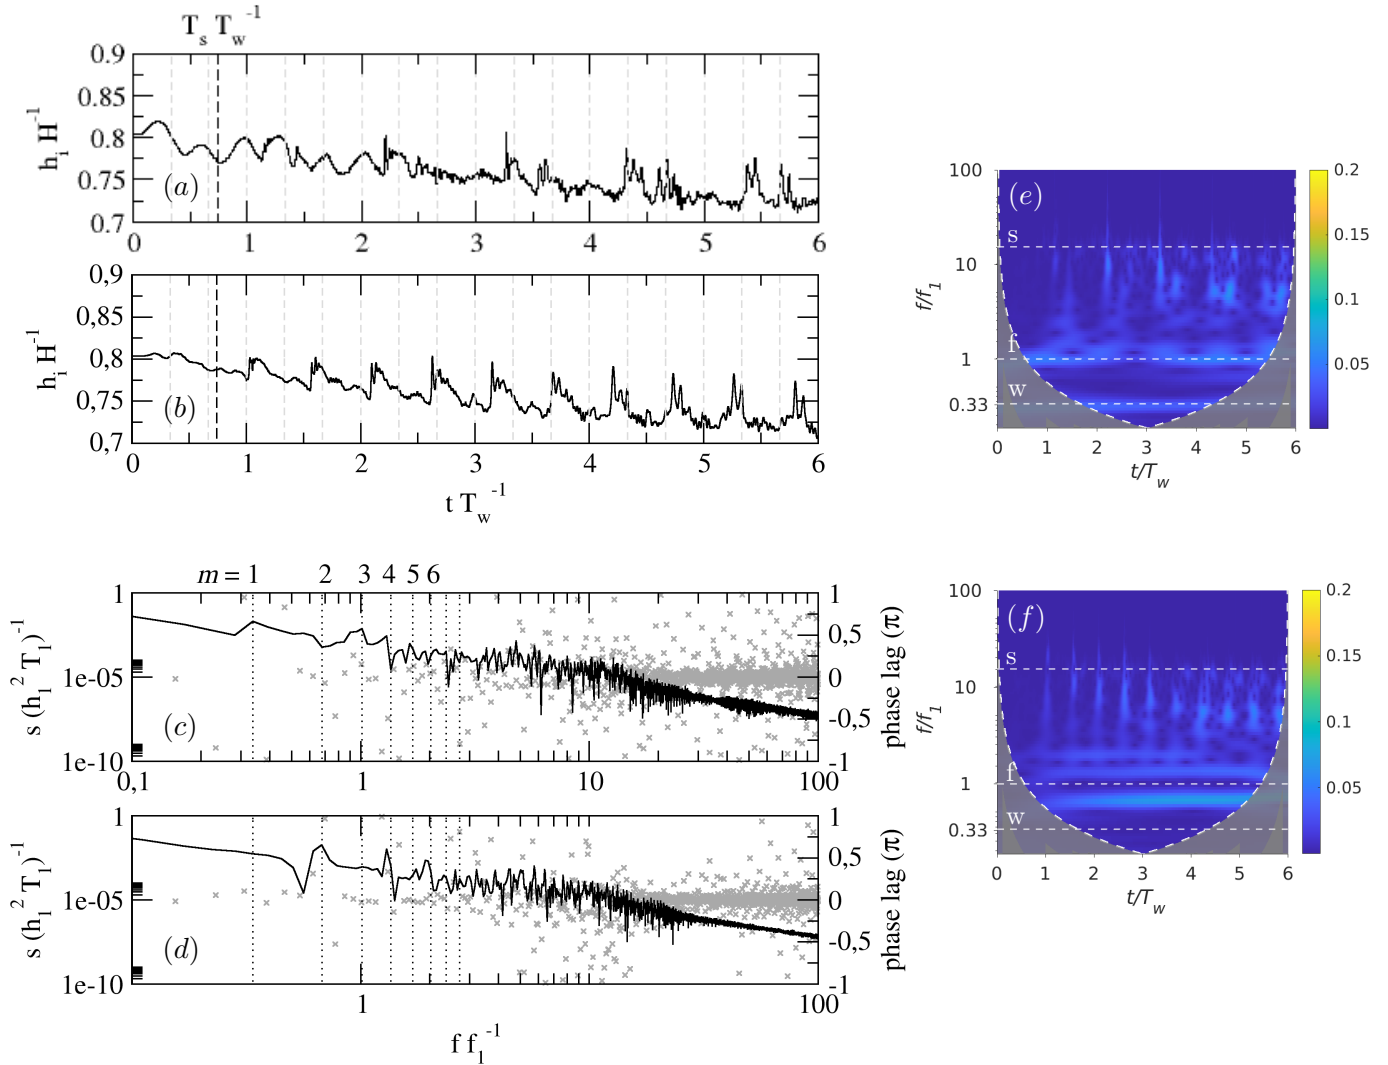 T_s T_w^-1
0.9
0.85
0.8
0.75
0.7
h_i H^-1
(a)
0 1 2 3 4 5 6
0,9
0,85
0,8
0,75
0,7
h_i H^-1
(b)
0 1 2 3 4 5 6
t T_w^-1
100
10
1
0.33
f/f_1
(e)
s
f
w
0 1 2 3 4 5 6
t/T_w
0.2
0.15
0.1
0.05
m = 1 2 3 4 5 6
1
1e-05
1e-10
s (h_1^2 T_1)^-1
(c)
0,1 1 10 100
1
0,5
0
-0,5
-1
phase lag (π)
1
1e-05
1e-10
s (h_1^2 T_1)^-1
(d)
1 100
1
0,5
0
-0,5
-1
phase lag (π)
f f_1^-1
100
10
1
0.33
f/f_1
(f)
s
f
w
0 1 2 3 4 5 6
t/T_w
0.2
0.15
0.1
0.05